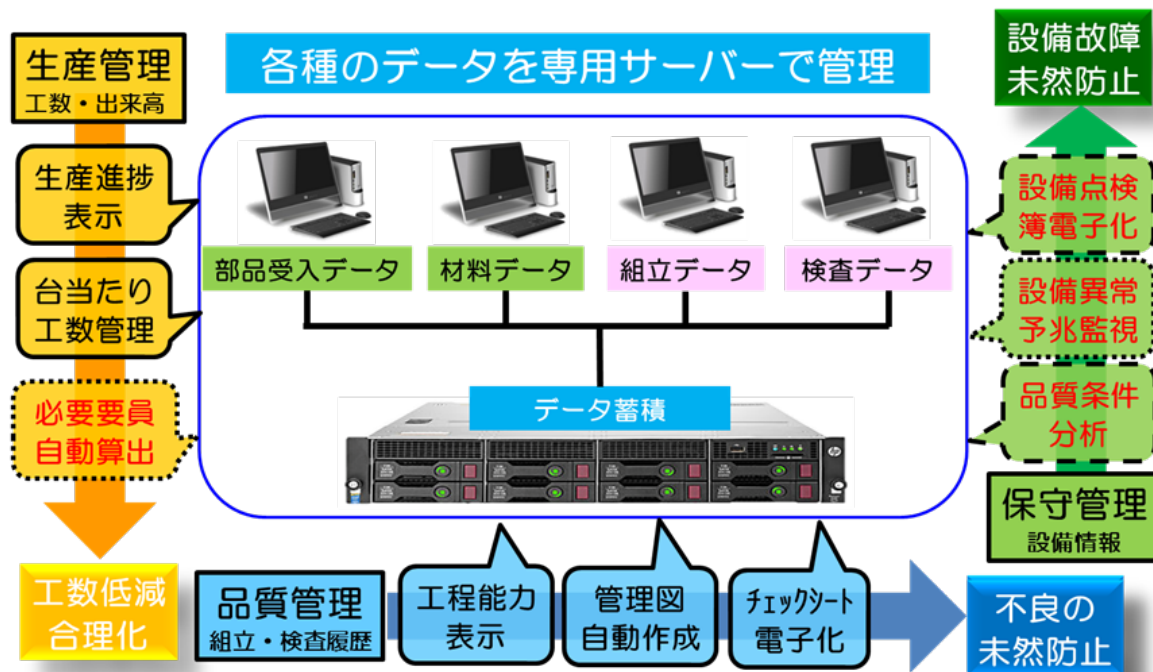 各種のデータを専用サーバーで管理
生産管理
工数・出来高
生産進捗
表示
台当たり
工数管理
必要要員
自動算出
工数低減
合理化
部品受入データ
材料データ
組立データ
検査データ
データ蓄積
設備故障
未然防止
設備点検
簿電子化
設備異常
予兆監視
品質条件
分析
保守管理
設備情報
品質管理
組立・検査履歴
工程能力
表示
管理図
自動作成
チェックシート
電子化
不良の
未然防止